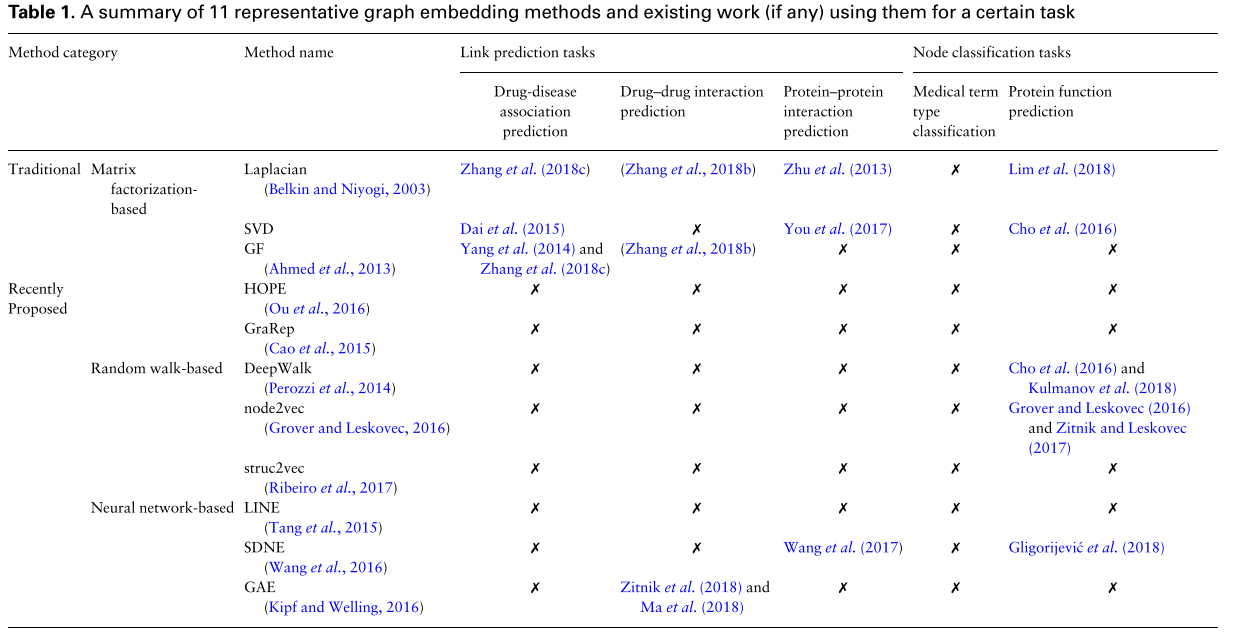 Table 1. A summary of 11 representative graph embedding methods and existing work (if any) using them for a certain task
Method category Method name Link prediction tasks Node classification tasks
Drug-disease Drug–drug interaction Protein–protein Medical term Protein function
association prediction interaction type prediction
prediction prediction classification
Traditional Matrix Laplacian Zhang et al. (2018c) (Zhang et al., 2018b) Zhu et al. (2013) ✗ Lim et al. (2018)
factorization- (Belkin and Niyogi, 2003)
based
SVD Dai et al. (2015) ✗ You et al. (2017) ✗ Cho et al. (2016)
GF Yang et al. (2014) and (Zhang et al., 2018b) ✗ ✗ ✗
(Ahmed et al., 2013) Zhang et al. (2018c)
Recently HOPE ✗ ✗ ✗ ✗ ✗
Proposed (Ou et al., 2016)
GraRep ✗ ✗ ✗ ✗ ✗
(Cao et al., 2015)
Random walk-based DeepWalk ✗ ✗ ✗ ✗ Cho et al. (2016) and
(Perozzi et al., 2014) Kulmanov et al. (2018)
node2vec ✗ ✗ ✗ ✗ Grover and Leskovec (2016)
(Grover and Leskovec, 2016) and Zitnik and Leskovec
(2017)
struc2vec ✗ ✗ ✗ ✗ ✗
(Ribeiro et al., 2017)
Neural network-based LINE ✗ ✗ ✗ ✗ ✗
(Tang et al., 2015)
SDNE ✗ ✗ Wang et al. (2017) ✗ Gligorijević et al. (2018)
(Wang et al., 2016)
GAE ✗ Zitnik et al. (2018) and ✗ ✗ ✗
(Kipf and Welling, 2016) Ma et al. (2018)